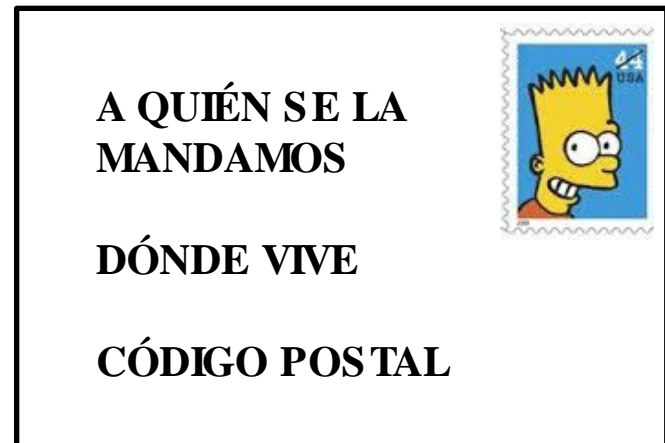 A QUIÉN SE LA
MANDAMOS
DÓNDE VIVE
CÓDIGO POSTAL
44
USA